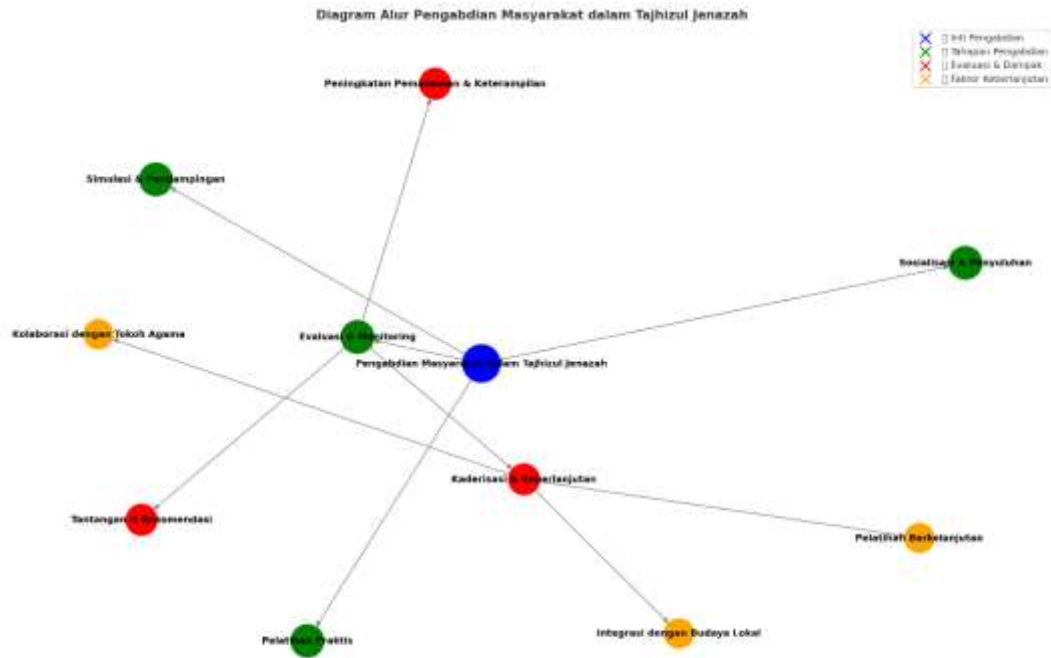 Diagram Alur Pengabdian Masyarakat dalam Tajhizul Jenazah
Inti Pengabdian
Tahapan Pengabdian
Evaluasi & Dampak
Faktor Keberlanjutan
Peningkatan Pemahaman & Keterampilan
Simulasi & Pendampingan
Sosialisasi & Penyuluhan
Kolaborasi dengan Tokoh Agama
Evaluasi & Monitoring
Pengabdian Masyarakat dalam Tajhizul Jenazah
Kaderisasi & Keberlanjutan
Tantangan & Rekomendasi
Pelatihan Berkelanjutan
Integrasi dengan Budaya Lokal
Pelatihan Praktis